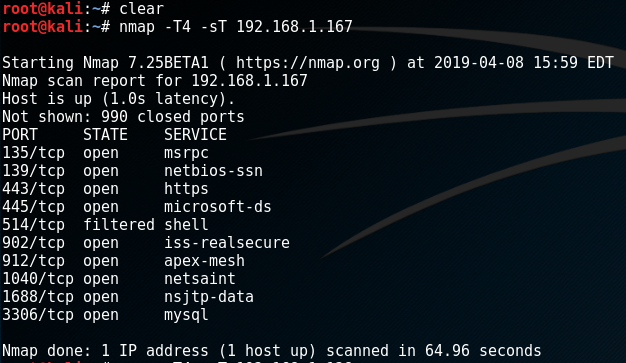 root@kali:~# clear
root@kali:~# nmap -T4 -sT 192.168.1.167
Starting Nmap 7.25BETA1 ( https://nmap.org ) at 2019-04-08 15:59 EDT
Nmap scan report for 192.168.1.167
Host is up (1.0s latency).
Not shown: 990 closed ports
PORT     STATE    SERVICE
135/tcp  open     msrpc
139/tcp  open     netbios-ssn
443/tcp  open     https
445/tcp  open     microsoft-ds
514/tcp  filtered shell
902/tcp  open     iss-realsecure
912/tcp  open     apex-mesh
1040/tcp open     netsaint
1688/tcp open     nsjtp-data
3306/tcp open     mysql
Nmap done: 1 IP address (1 host up) scanned in 64.96 seconds